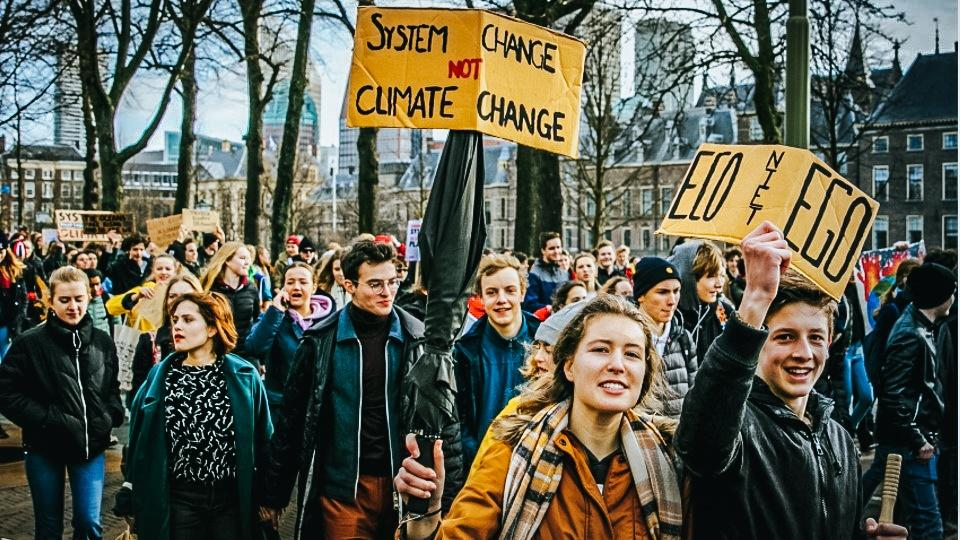 SYSTEM CHANGE
NOT
CLIMATE CHANGE
ECO NIET EGO